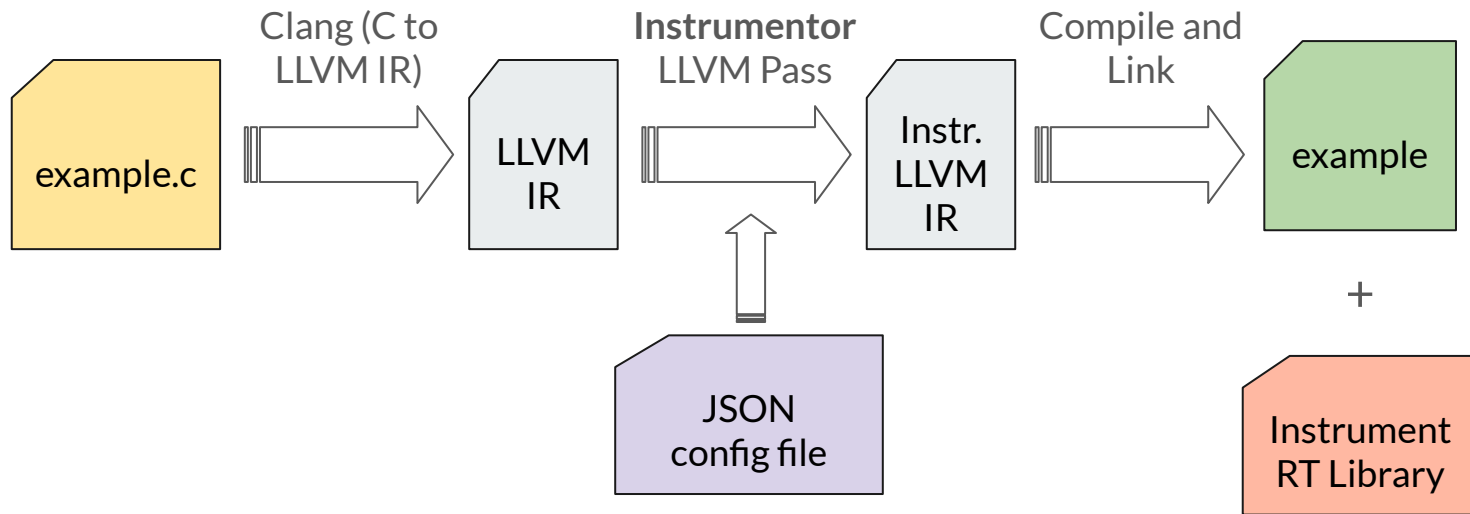 Clang (C to
LLVM IR)
Instrumentor
LLVM Pass
Compile and
Link
example.c
LLVM
IR
Instr.
LLVM
IR
example
+
JSON
config file
Instrument
RT Library